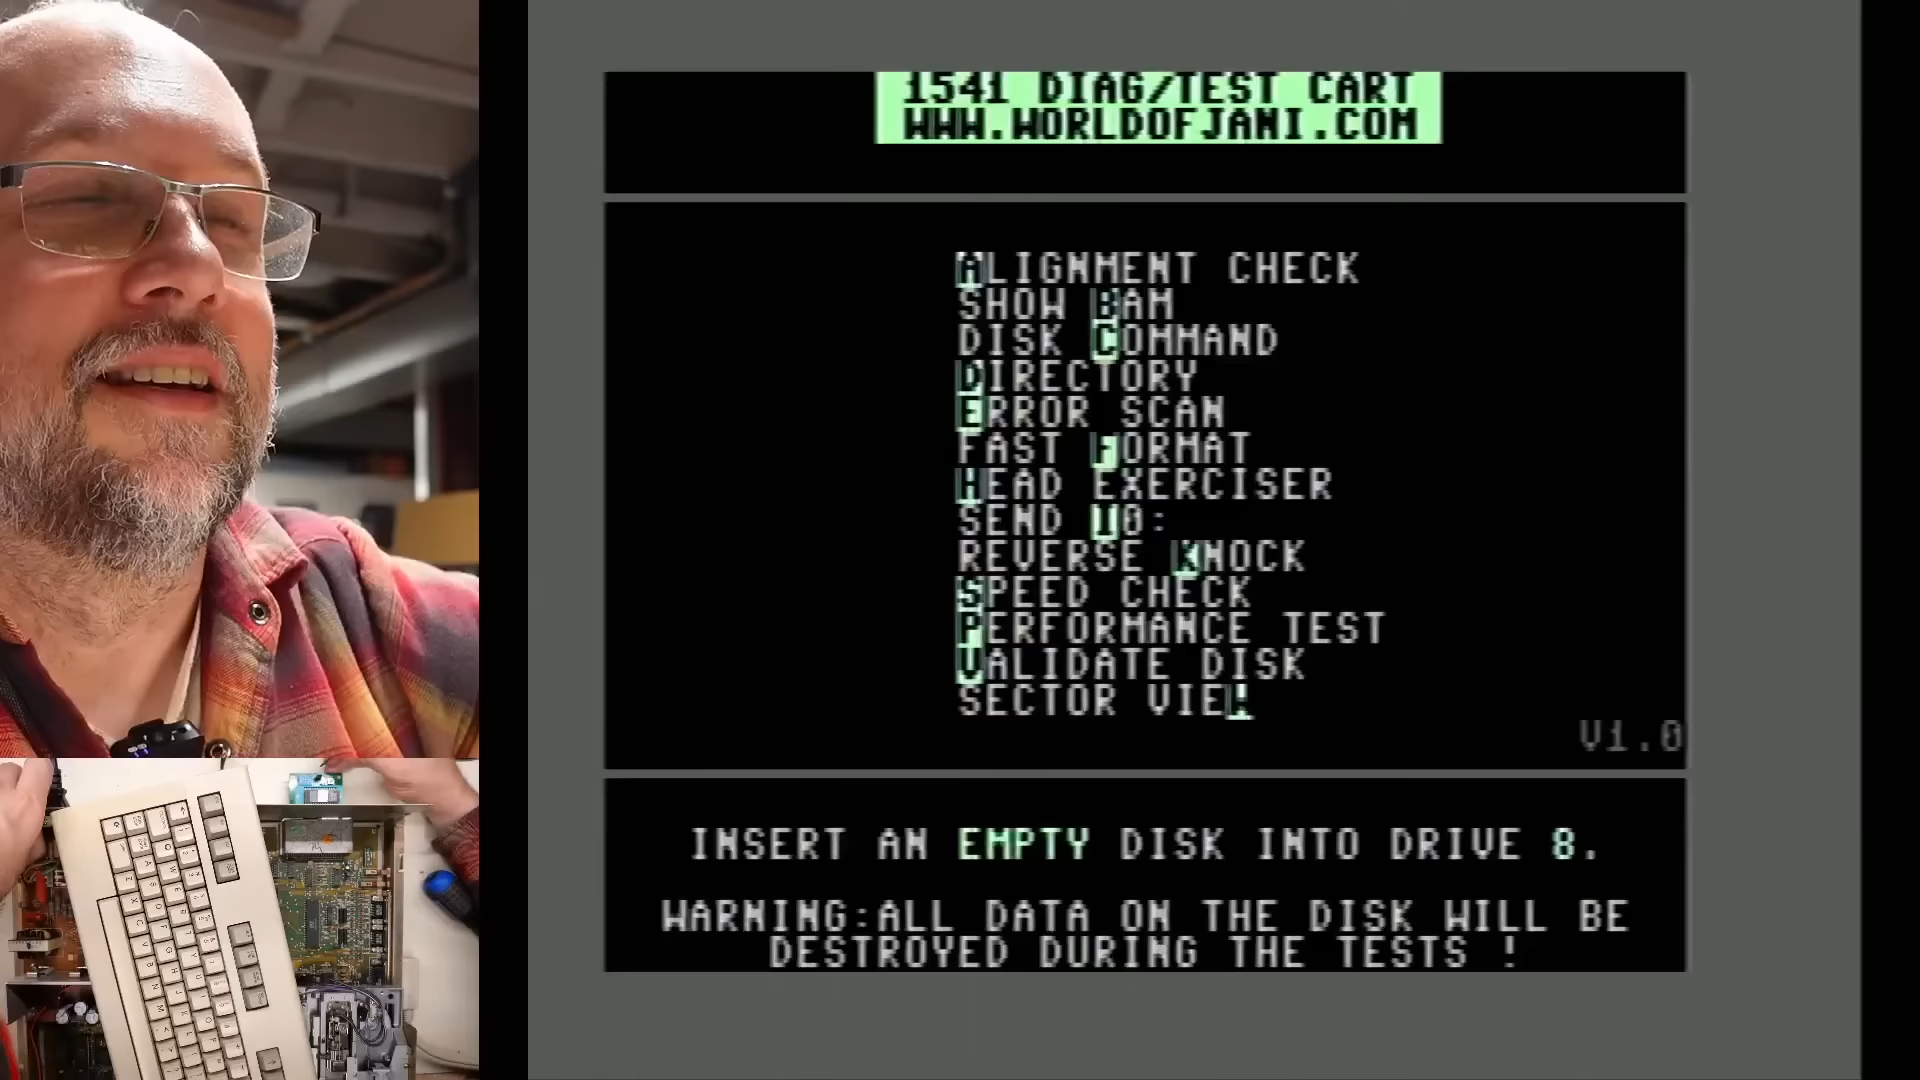 1541 DIAG/TEST CART
WWW.WORLDOFJANI.COM
ALIGNMENT CHECK
SHOW BAM
DISK COMMAND
DIRECTORY
ERROR SCAN
FAST FORMAT
HEAD EXERCISER
SEND I0:
REVERSE KNOCK
SPEED CHECK
PERFORMANCE TEST
VALIDATE DISK
SECTOR VIEW
V1.0
INSERT AN EMPTY DISK INTO DRIVE 8.
WARNING:ALL DATA ON THE DISK WILL BE
DESTROYED DURING THE TESTS !